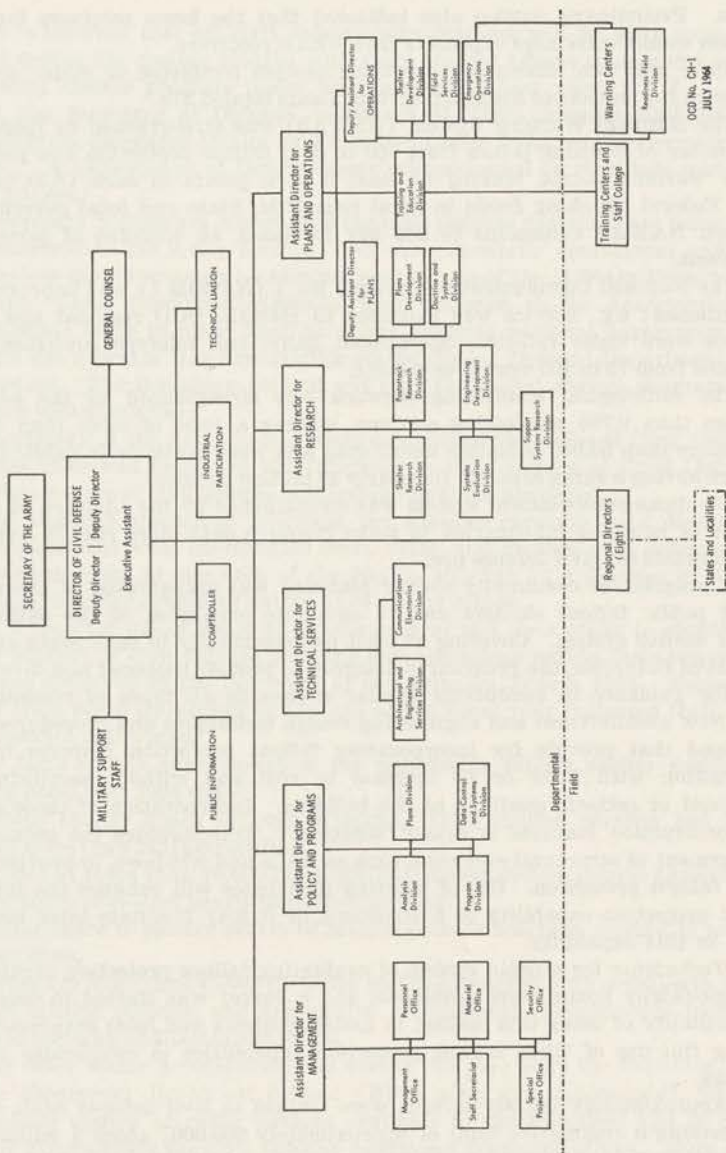 SECRETARY OF THE ARMY
MILITARY SUPPORT
STAFF
DIRECTOR OF CIVIL DEFENSE
Deputy Director | Deputy Director
Executive Assistant
GENERAL COUNSEL
PUBLIC INFORMATION
COMPTROLLER
INDUSTRIAL
PARTICIPATION
TECHNICAL LIAISON
Assistant Director for
MANAGEMENT
Management
Office
Personnel
Office
Staff Secretariat
Material
Office
Special
Projects Office
Security
Office
Assistant Director for
POLICY AND PROGRAMS
Analysis
Division
Plans Division
Program
Division
Data Control
and Systems
Division
Assistant Director for
TECHNICAL SERVICES
Architectural and
Engineering
Services Division
Communications-
Electronics
Division
Assistant Director for
RESEARCH
Shelter
Research
Division
Postattack
Research
Division
Systems
Evaluation
Division
Engineering
Development
Division
Support
Systems Research
Division
Assistant Director for
PLANS AND OPERATIONS
Deputy Assistant Director
for
PLANS
Plans
Development
Division
Doctrine and
Systems
Division
Training and
Education
Division
Deputy Assistant Director
for
OPERATIONS
Shelter
Development
Division
Field
Services
Division
Emergency
Operations
Division
Departmental
Field
Regional Directors
( Eight )
States and Localities
Training Centers and
Staff College
Warning Centers
Readiness Field
Division
OCD No. CH-1
JULY 1964